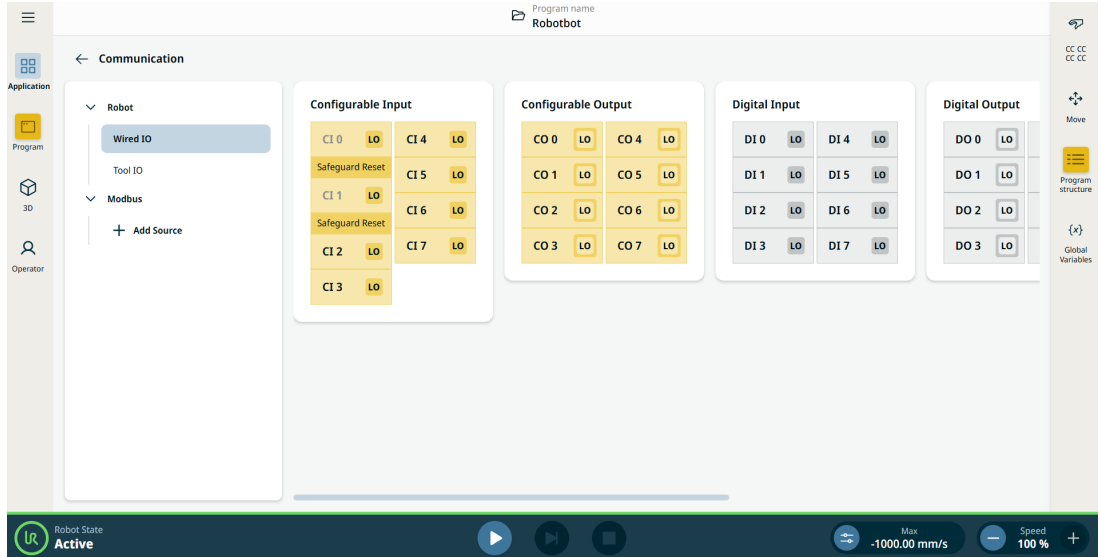 Program name
Robotbot
Application
Program
3D
Operator
Communication
Robot
Wired IO
Tool IO
Modbus
Add Source
Configurable Input
CI 0 LO CI 4 LO
Safeguard Reset
CI 5 LO
CI 1 LO
CI 6 LO
Safeguard Reset
CI 2 LO CI 7 LO
CI 3 LO
Configurable Output
CO 0 LO CO 4 LO
CO 1 LO CO 5 LO
CO 2 LO CO 6 LO
CO 3 LO CO 7 LO
Digital Input
DI 0 LO DI 4 LO
DI 1 LO DI 5 LO
DI 2 LO DI 6 LO
DI 3 LO DI 7 LO
Digital Output
DO 0 LO
DO 1 LO
DO 2 LO
DO 3 LO
CC CC
CC CC
Move
Program
structure
{x}
Global
Variables
UR
Robot State
Active
Max
-1000.00 mm/s
Speed
100 %